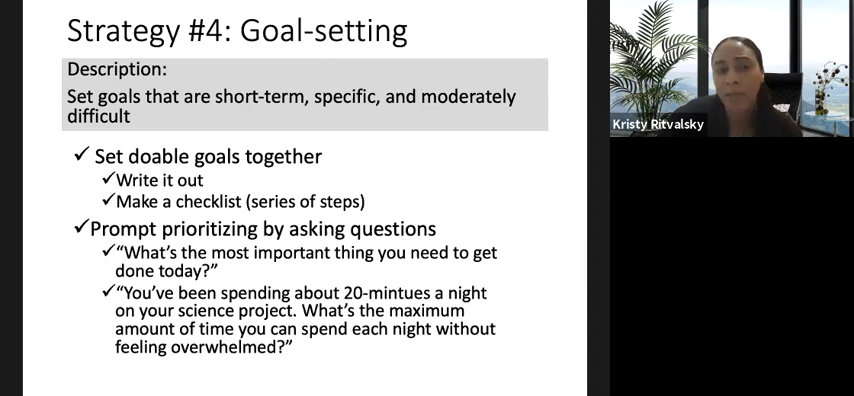 Strategy #4: Goal-setting
Description:
Set goals that are short-term, specific, and moderately
difficult
✓ Set doable goals together
✓Write it out
✓Make a checklist (series of steps)
✓Prompt prioritizing by asking questions
✓“What’s the most important thing you need to get
done today?”
✓“You’ve been spending about 20-mintues a night
on your science project. What’s the maximum
amount of time you can spend each night without
feeling overwhelmed?”
Kristy Ritvalsky